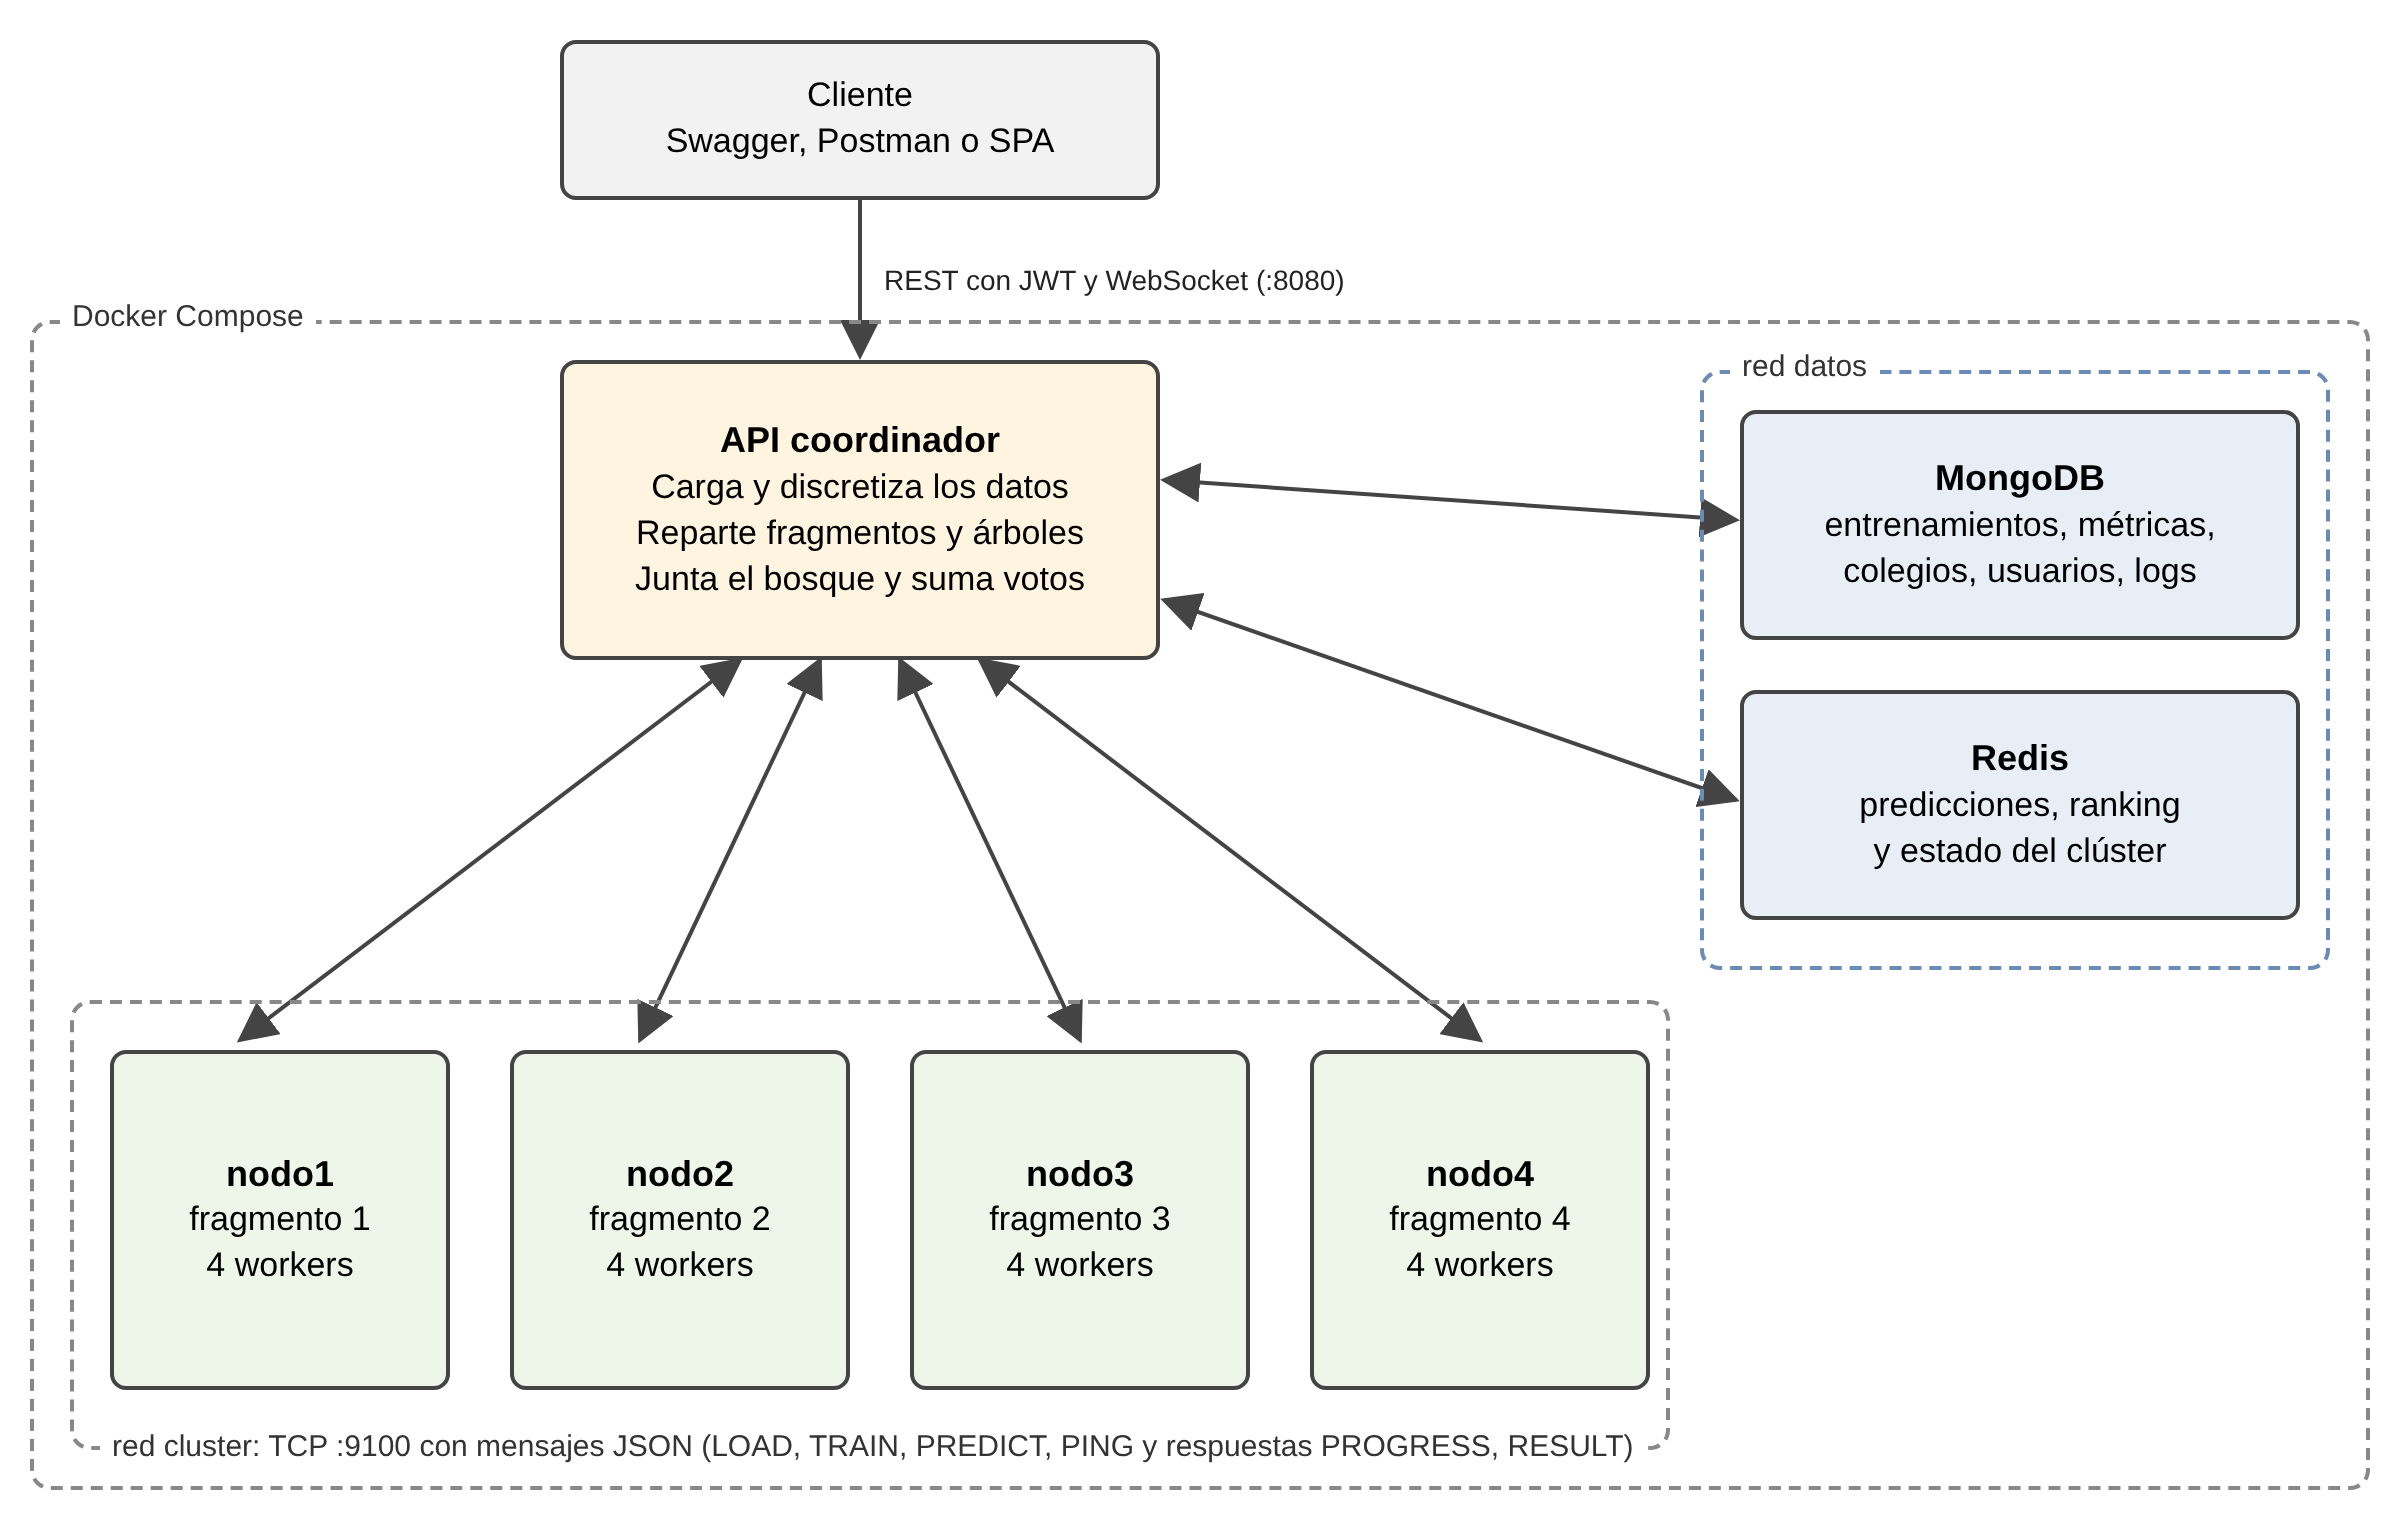 Cliente
Swagger, Postman o SPA
REST con JWT y WebSocket (:8080)
Docker Compose
API coordinador
Carga y discretiza los datos
Reparte fragmentos y árboles
Junta el bosque y suma votos
red datos
MongoDB
entrenamientos, métricas,
colegios, usuarios, logs
Redis
predicciones, ranking
y estado del clúster
nodo1
fragmento 1
4 workers
nodo2
fragmento 2
4 workers
nodo3
fragmento 3
4 workers
nodo4
fragmento 4
4 workers
red cluster: TCP :9100 con mensajes JSON (LOAD, TRAIN, PREDICT, PING y respuestas PROGRESS, RESULT)